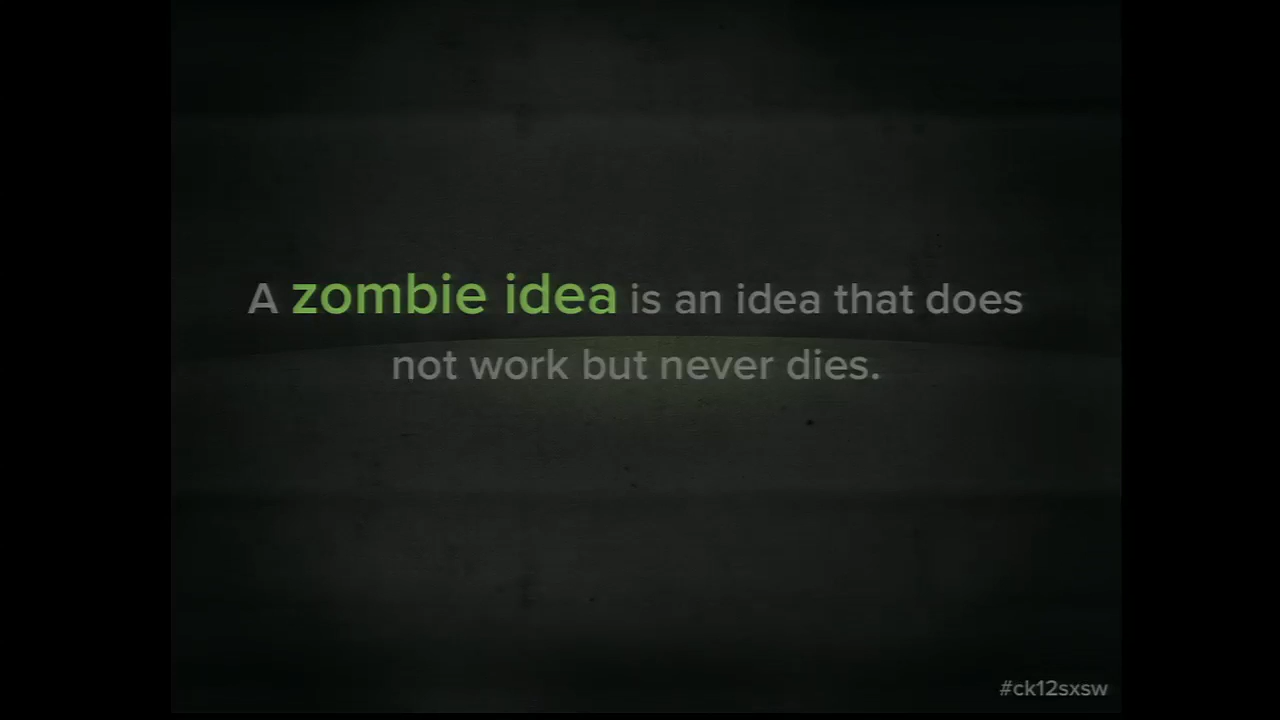 A zombie idea is an idea that does
not work but never dies.
#ck12sxsw